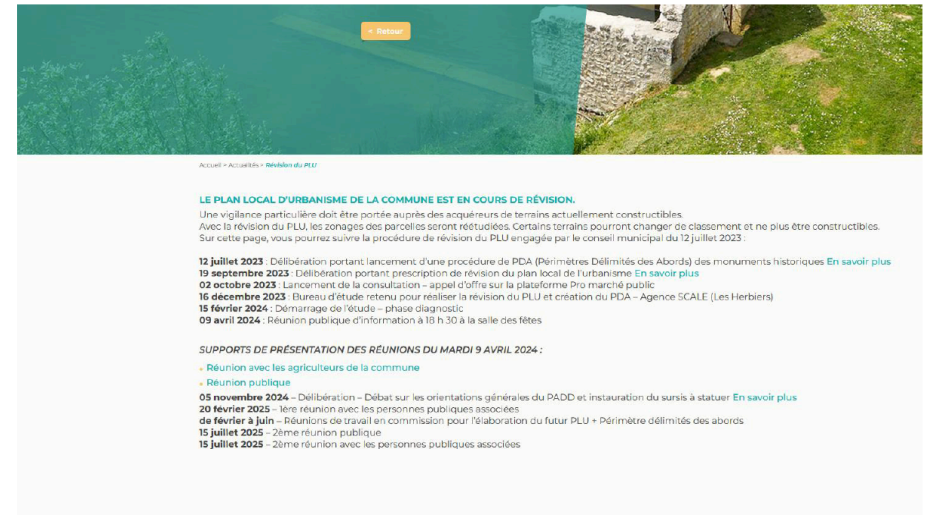 < Retour
Accueil > Actualités > Révision du PLU
LE PLAN LOCAL D'URBANISME DE LA COMMUNE EST EN COURS DE RÉVISION.
Une vigilance particulière doit être portée auprès des acquéreurs de terrains actuellement constructibles.
Avec la révision du PLU, les zonages des parcelles seront réétudiées. Certains terrains pourront changer de classement et ne plus être constructibles.
Sur cette page, vous pourrez suivre la procédure de révision du PLU engagée par le conseil municipal du 12 juillet 2023 :
12 juillet 2023 : Délibération portant lancement d'une procédure de PDA (Périmètres Délimités des Abords) des monuments historiques En savoir plus
19 septembre 2023 : Délibération portant prescription de révision du plan local de l'urbanisme En savoir plus
02 octobre 2023 : Lancement de la consultation – appel d'offre sur la plateforme Pro marché public
16 décembre 2023 : Bureau d'étude retenu pour réaliser la révision du PLU et création du PDA – Agence SCALE (Les Herbiers)
15 février 2024 : Démarrage de l'étude – phase diagnostic
09 avril 2024 : Réunion publique d'information à 18 h 30 à la salle des fêtes
SUPPORTS DE PRÉSENTATION DES RÉUNIONS DU MARDI 9 AVRIL 2024 :
Réunion avec les agriculteurs de la commune
Réunion publique
05 novembre 2024 – Délibération – Débat sur les orientations générales du PADD et instauration du sursis à statuer En savoir plus
20 février 2025 – 1ère réunion avec les personnes publiques associées
de février à juin – Réunions de travail en commission pour l'élaboration du futur PLU + Périmètre délimités des abords
15 juillet 2025 – 2ème réunion publique
15 juillet 2025 – 2ème réunion avec les personnes publiques associées